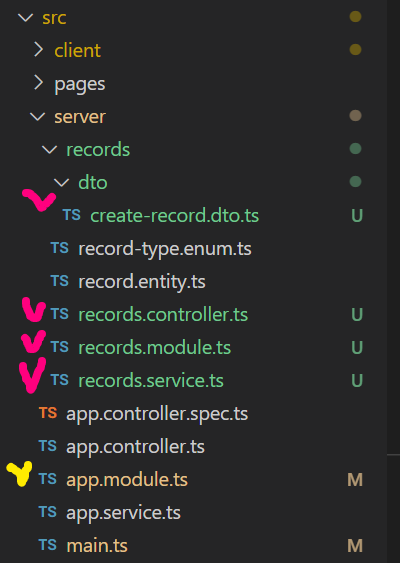 src
client
pages
server
records
dto
TS create-record.dto.ts U
TS record-type.enum.ts
TS record.entity.ts
TS records.controller.ts U
TS records.module.ts U
TS records.service.ts U
TS app.controller.spec.ts
TS app.controller.ts
TS app.module.ts M
TS app.service.ts
TS main.ts M